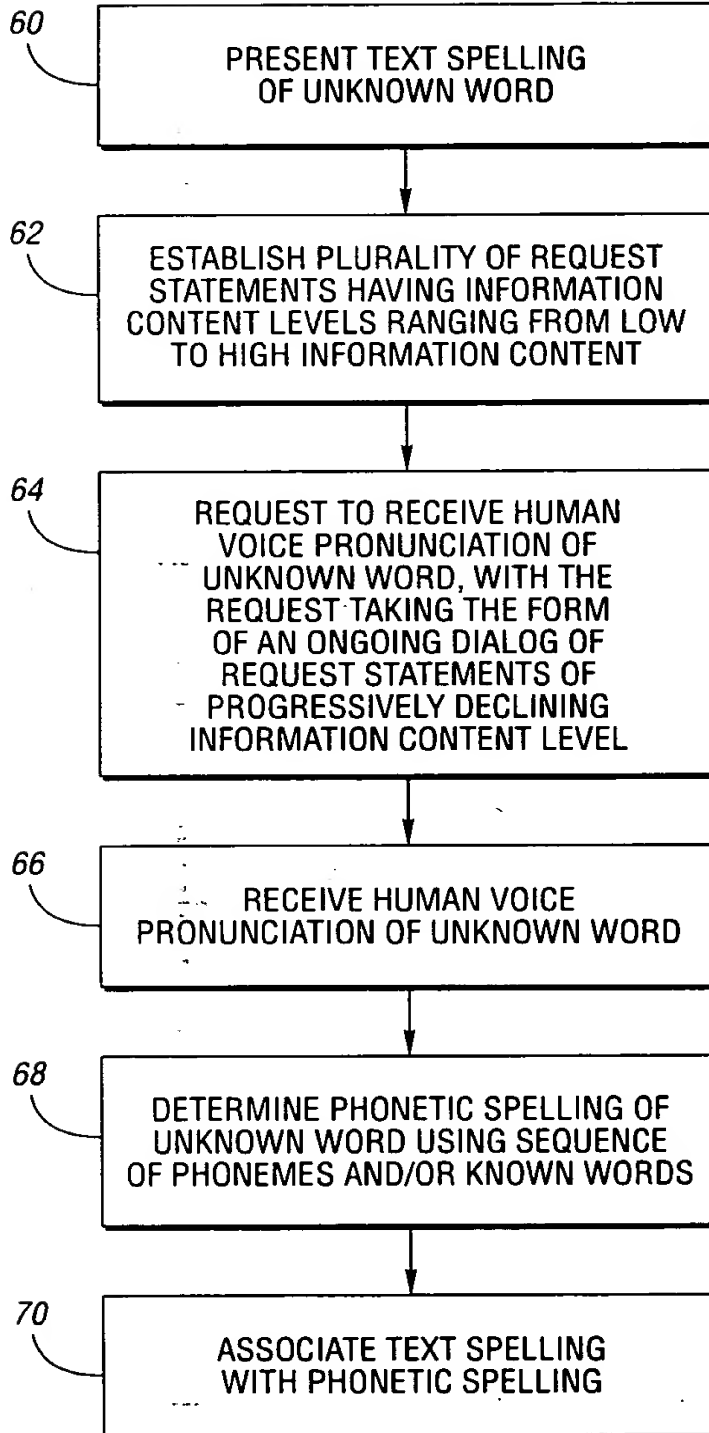 60
PRESENT TEXT SPELLING
OF UNKNOWN WORD
62
ESTABLISH PLURALITY OF REQUEST
STATEMENTS HAVING INFORMATION
CONTENT LEVELS RANGING FROM LOW
TO HIGH INFORMATION CONTENT
64
REQUEST TO RECEIVE HUMAN
VOICE PRONUNCIATION OF
UNKNOWN WORD, WITH THE
REQUEST TAKING THE FORM
OF AN ONGOING DIALOG OF
REQUEST STATEMENTS OF
PROGRESSIVELY DECLINING
INFORMATION CONTENT LEVEL
66
RECEIVE HUMAN VOICE
PRONUNCIATION OF UNKNOWN WORD
68
DETERMINE PHONETIC SPELLING OF
UNKNOWN WORD USING SEQUENCE
OF PHONEMES AND/OR KNOWN WORDS
70
ASSOCIATE TEXT SPELLING
WITH PHONETIC SPELLING